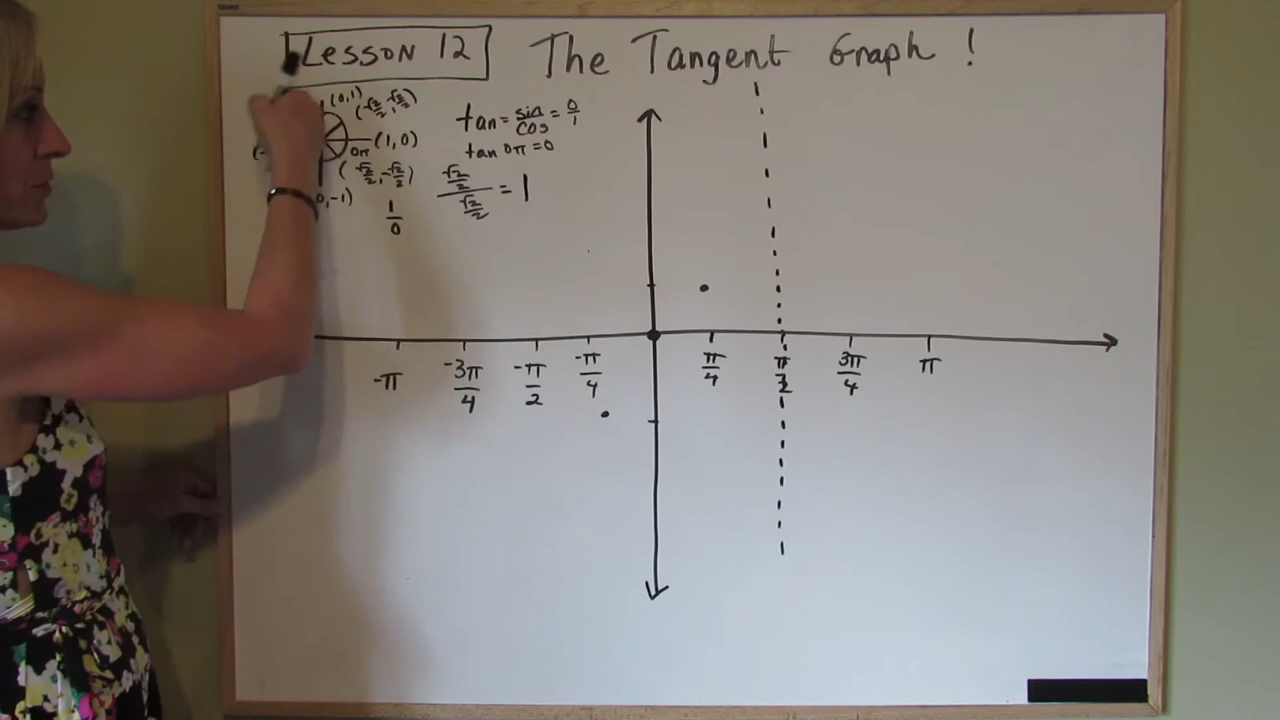 Lesson 12
The Tangent Graph !
(0,1)
(√2/2, √2/2)
(1,0)
0π
(√2/2, -√2/2)
0,-1)
1/0
tan = sin/cos = 0/1
tan 0π = 0
√2/2 / √2/2 = 1
-π
-3π/4
-π/2
-π/4
π/4
π/2
3π/4
π